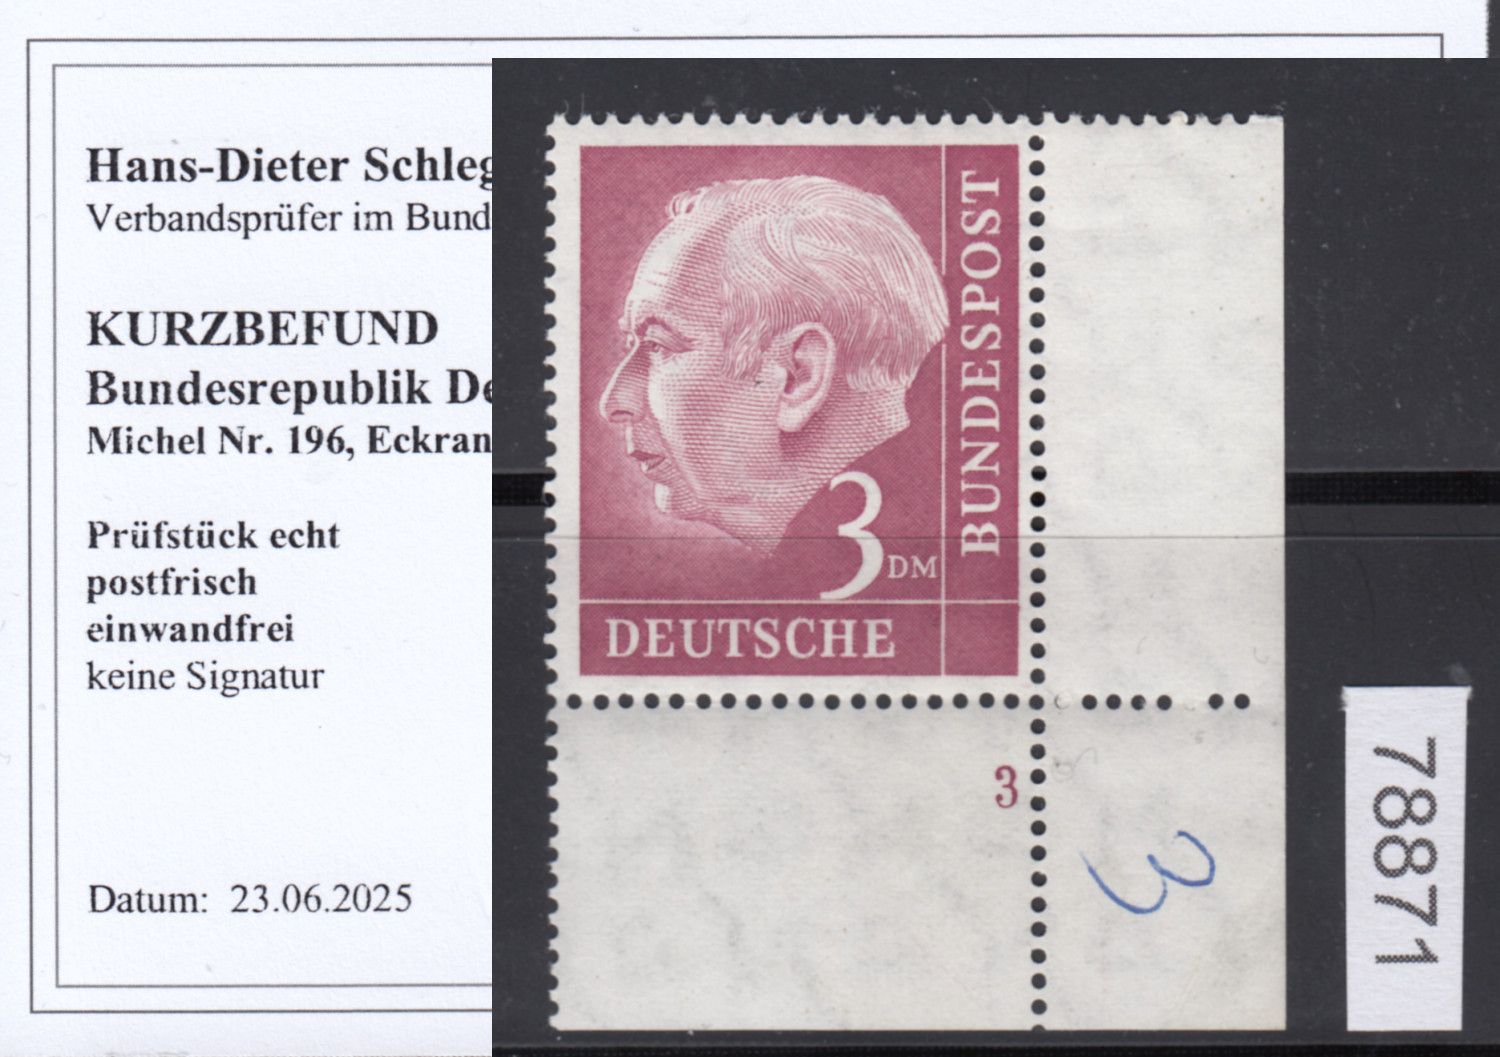 Hans-Dieter Schleg
Verbandsprüfer im Bund
KURZBEFUND
Bundesrepublik De
Michel Nr. 196, Eckran
Prüfstück echt
postfrisch
einwandfrei
keine Signatur
Datum: 23.06.2025
BUNDESPOST
3 DM
DEUTSCHE
3
3
78871